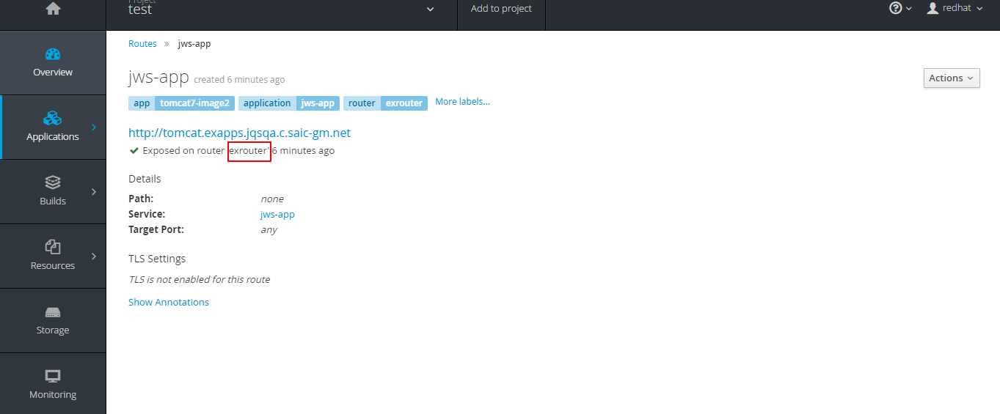 Project
test
Add to project
redhat
Overview
Applications
Builds
Resources
Storage
Monitoring
Routes » jws-app
jws-app created 6 minutes ago
Actions
app tomcat7-image2 application jws-app router exrouter More labels...
http://tomcat.exapps.jqsqa.c.saic-gm.net
Exposed on router 'exrouter' 6 minutes ago
Details
Path: none
Service: jws-app
Target Port: any
TLS Settings
TLS is not enabled for this route
Show Annotations